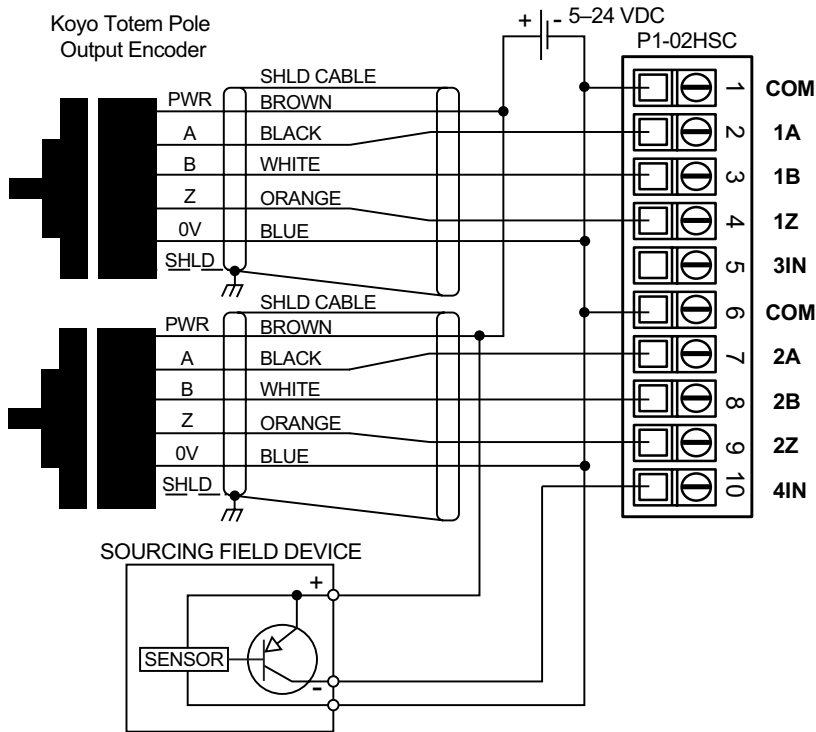 Koyo Totem Pole
Output Encoder
+ - 5–24 VDC
P1-02HSC
SHLD CABLE
PWR BROWN
A BLACK
B WHITE
Z ORANGE
0V BLUE
SHLD
SHLD CABLE
PWR BROWN
A BLACK
B WHITE
Z ORANGE
0V BLUE
SHLD
1 COM
2 1A
3 1B
4 1Z
5 3IN
6 COM
7 2A
8 2B
9 2Z
10 4IN
SOURCING FIELD DEVICE
+
SENSOR
-